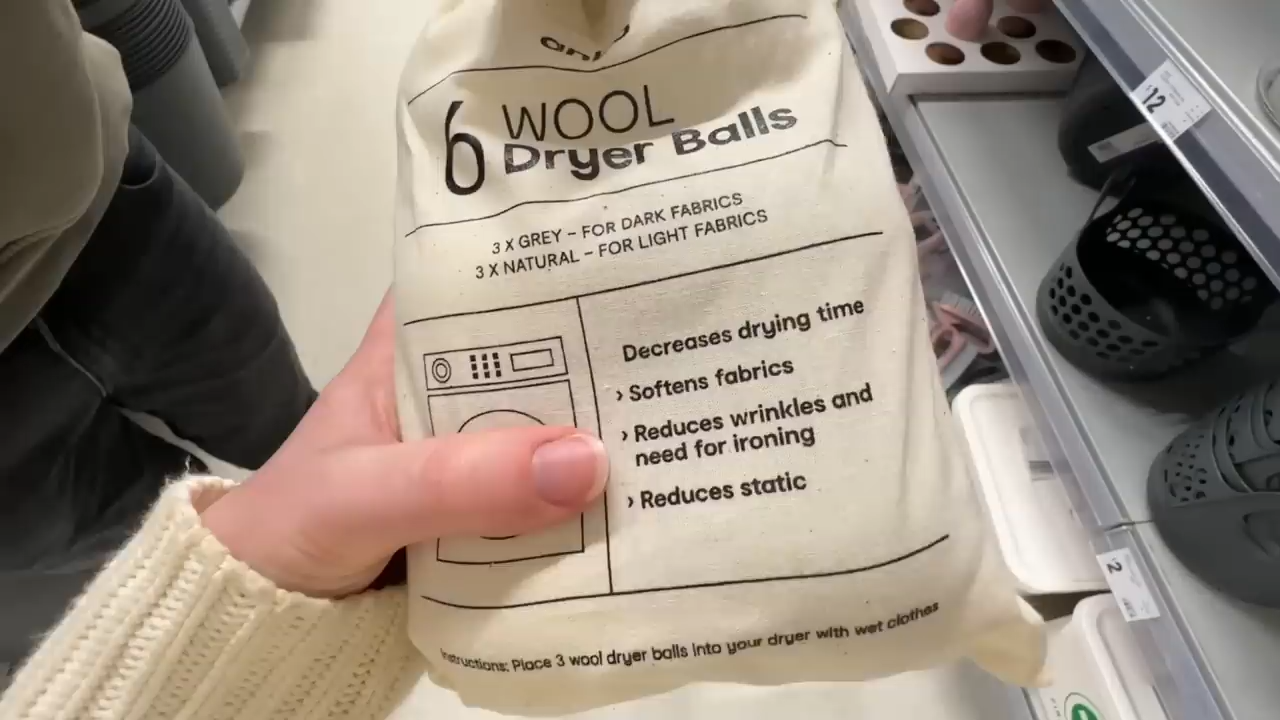 anko
6 WOOL
Dryer Balls
3 X GREY – FOR DARK FABRICS
3 X NATURAL – FOR LIGHT FABRICS
Decreases drying time
› Softens fabrics
› Reduces wrinkles and
need for ironing
› Reduces static
Instructions: Place 3 wool dryer balls into your dryer with wet clothes
12
2